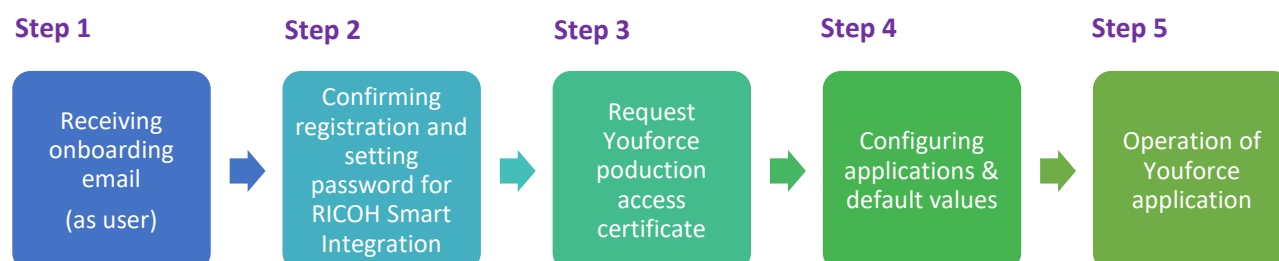 Step 1
Step 2
Step 3
Step 4
Step 5
Receiving
onboarding
email
(as user)
Confirming
registration and
setting
password for
RICOH Smart
Integration
Request
Youforce
poduction
access
certificate
Configuring
applications &
default values
Operation of
Youforce
application